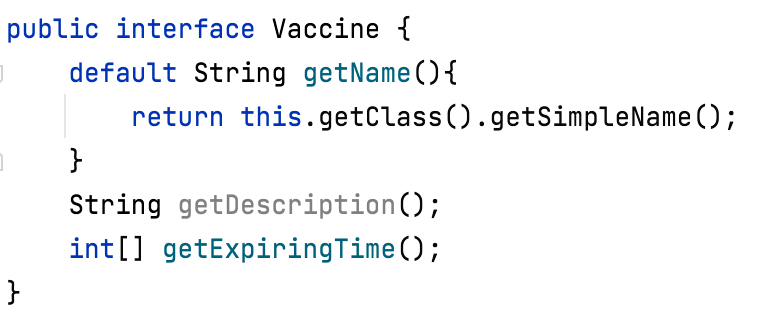 public interface Vaccine {
    default String getName(){
        return this.getClass().getSimpleName();
    }
    String getDescription();
    int[] getExpiringTime();
}